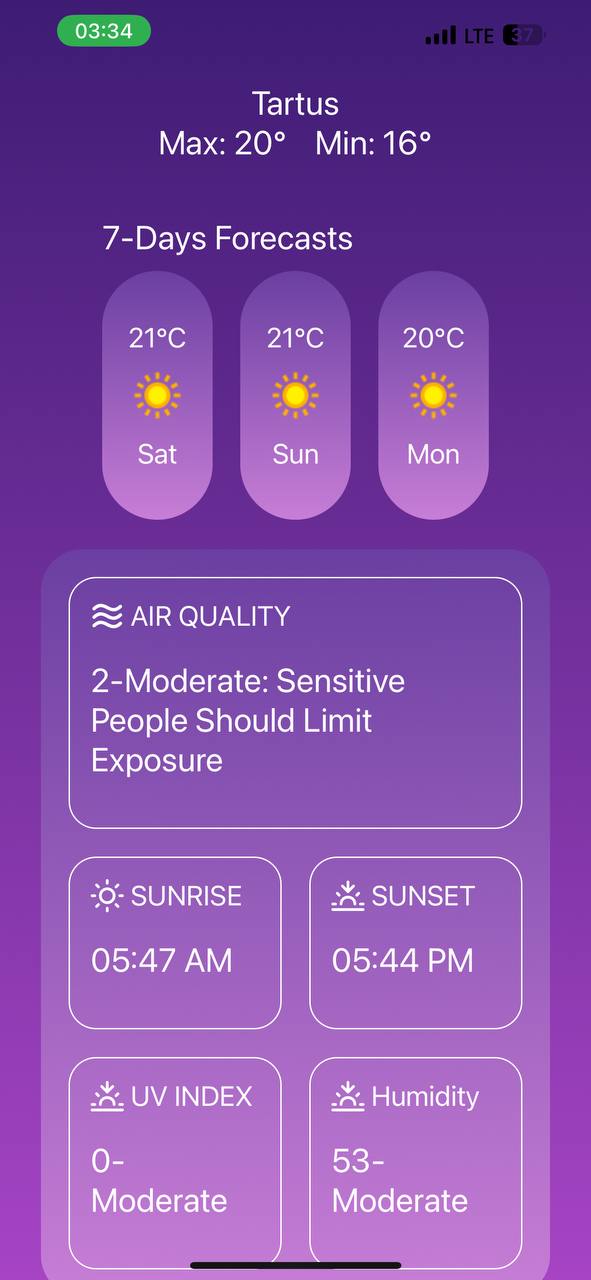 03:34
LTE 37
Tartus
Max: 20° Min: 16°
7-Days Forecasts
21°C 21°C 20°C
Sat Sun Mon
AIR QUALITY
2-Moderate: Sensitive
People Should Limit
Exposure
SUNRISE
05:47 AM
SUNSET
05:44 PM
UV INDEX
0-
Moderate
Humidity
53-
Moderate